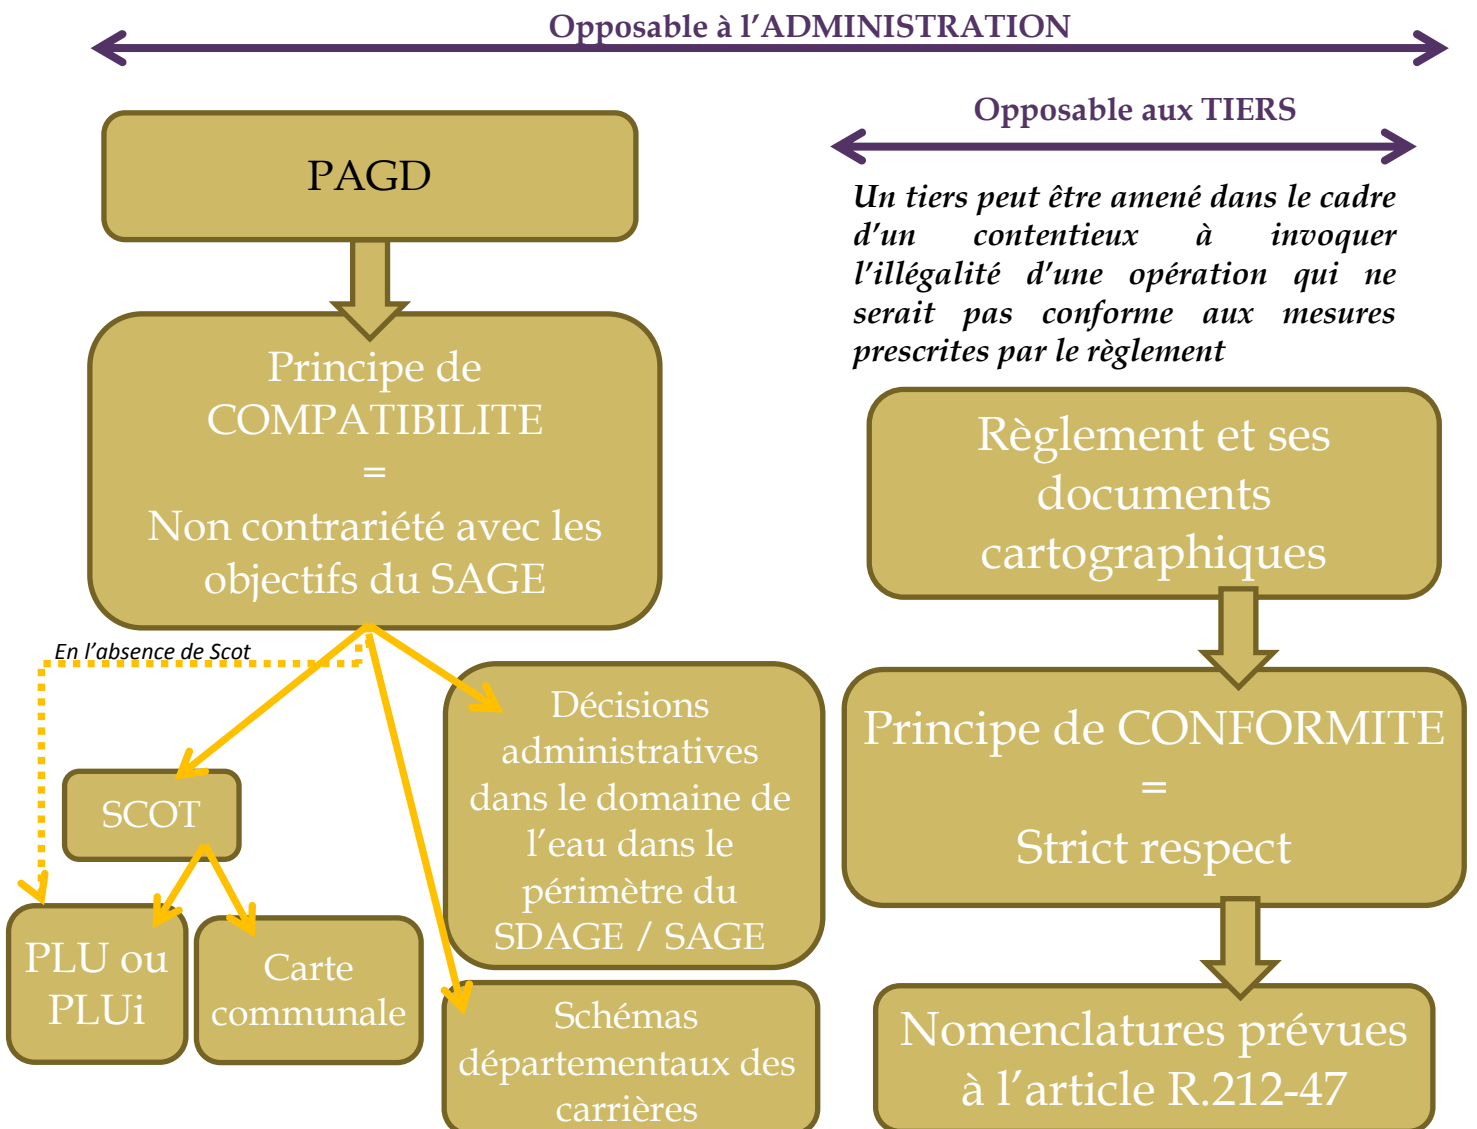 Opposable à l’ADMINISTRATION
Opposable aux TIERS
PAGD
Un tiers peut être amené dans le cadre
d’un contentieux à invoquer
l’illégalité d’une opération qui ne
serait pas conforme aux mesures
prescrites par le règlement
Principe de
COMPATIBILITE
=
Non contrariété avec les
objectifs du SAGE
Règlement et ses
documents
cartographiques
En l’absence de Scot
Décisions
administratives
dans le domaine de
l’eau dans le
périmètre du
SDAGE / SAGE
Principe de CONFORMITE
=
Strict respect
SCOT
PLU ou
PLUi
Carte
communale
Schémas
départementaux des
carrières
Nomenclatures prévues
à l’article R.212-47